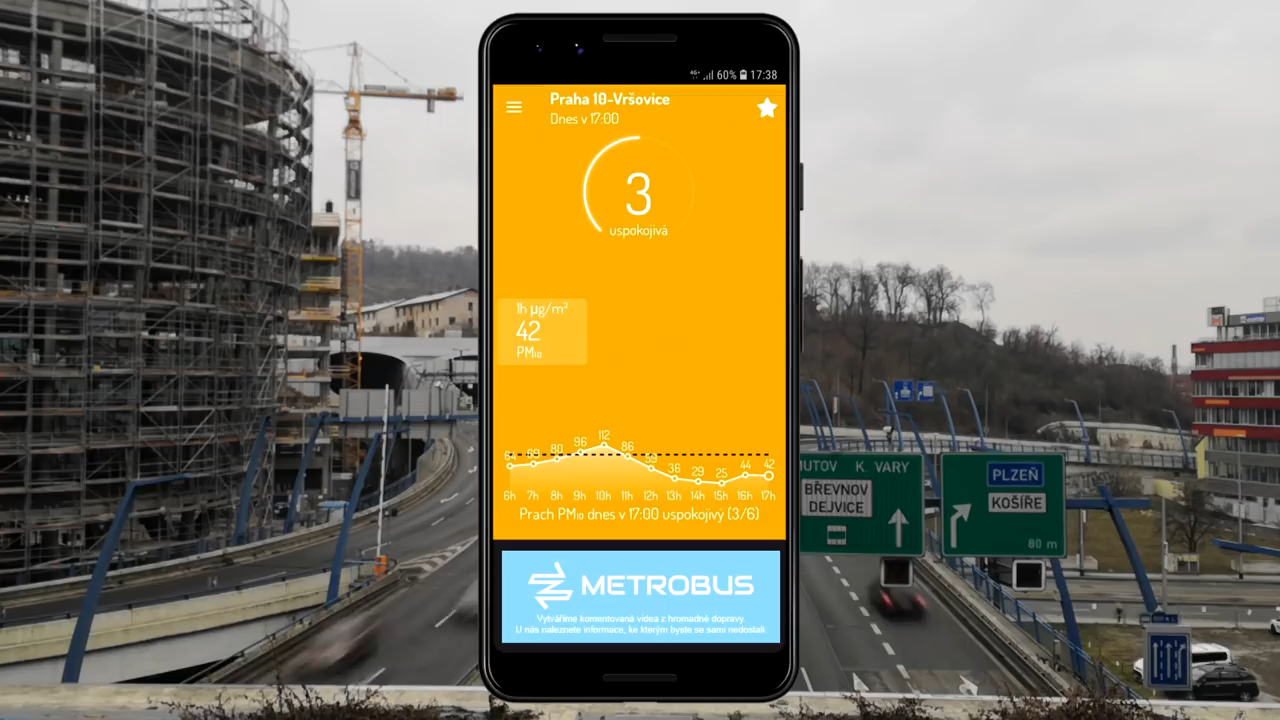 4G+ 60% 17:38
Praha 10-Vršovice
Dnes v 17:00
3
uspokojivá
1h µg/m³
42
PM₁₀
64 69 80 96 112 86 59 36 29 25 44 42
6h 7h 8h 9h 10h 11h 12h 13h 14h 15h 16h 17h
Prach PM₁₀ dnes v 17:00 uspokojivý (3/6)
METROBUS
Vytváříme komentovaná videa z hromadné dopravy.
U nás naleznete informace, ke kterým byste se sami nedostali
K. VARY
BŘEVNOV
DEJVICE
PLZEŇ
KOŠÍŘE
80 m